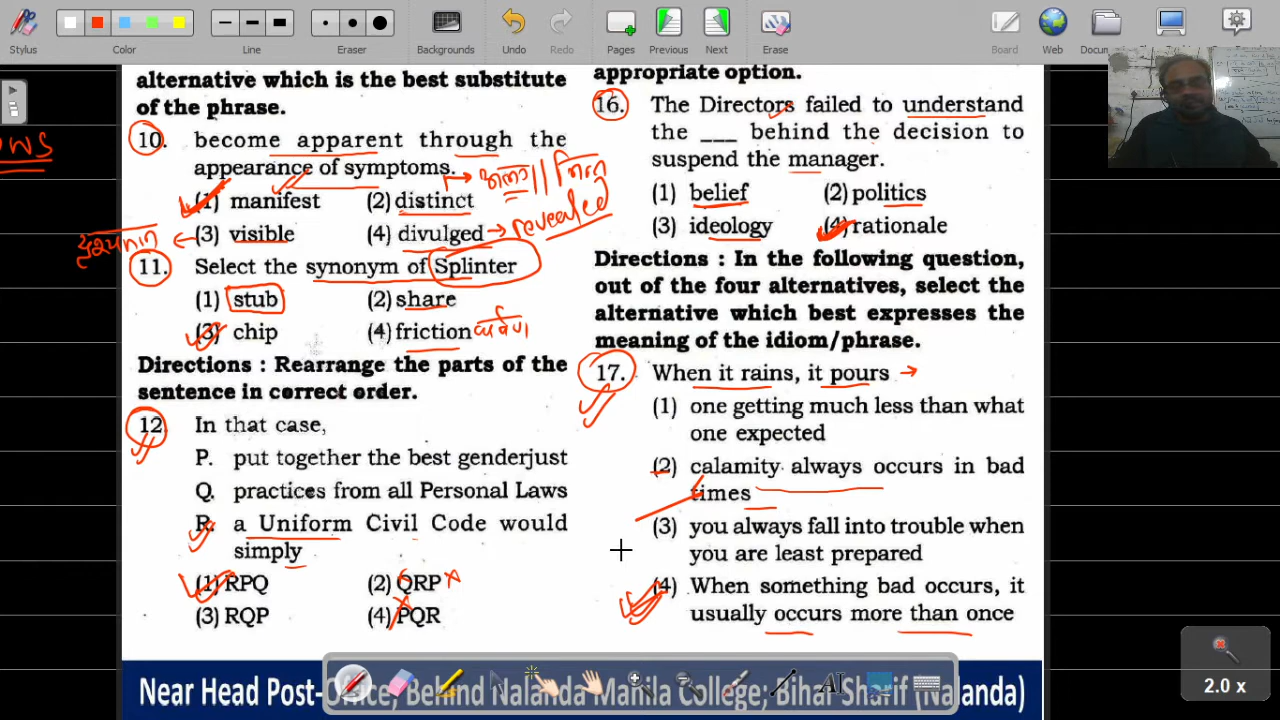 Stylus
Color
Line
Eraser
Backgrounds
Undo
Redo
Pages
Previous
Next
Erase
Board
Web
Docum
Desktop
alternative which is the best substitute
of the phrase.
10. become apparent through the
appearance of symptoms.
(1) manifest (2) distinct
(3) visible (4) divulged → revealed
दृश्यमान
11. Select the synonym of Splinter
(1) stub (2) share
(3) chip (4) friction घर्षण
Directions : Rearrange the parts of the
sentence in correct order.
12. In that case,
P. put together the best genderjust
Q. practices from all Personal Laws
R. a Uniform Civil Code would
simply
(1) RPQ (2) QRP
(3) RQP (4) PQR
appropriate option.
16. The Directors failed to understand
the ___ behind the decision to
suspend the manager.
(1) belief (2) politics
(3) ideology (4) rationale
Directions : In the following question,
out of the four alternatives, select the
alternative which best expresses the
meaning of the idiom/phrase.
17. When it rains, it pours →
(1) one getting much less than what
one expected
(2) calamity always occurs in bad
times
(3) you always fall into trouble when
you are least prepared
(4) When something bad occurs, it
usually occurs more than once
Near Head Post-Office, Behind Nalanda Mahila College, Bihar Sharif (Nalanda)
2.0 x